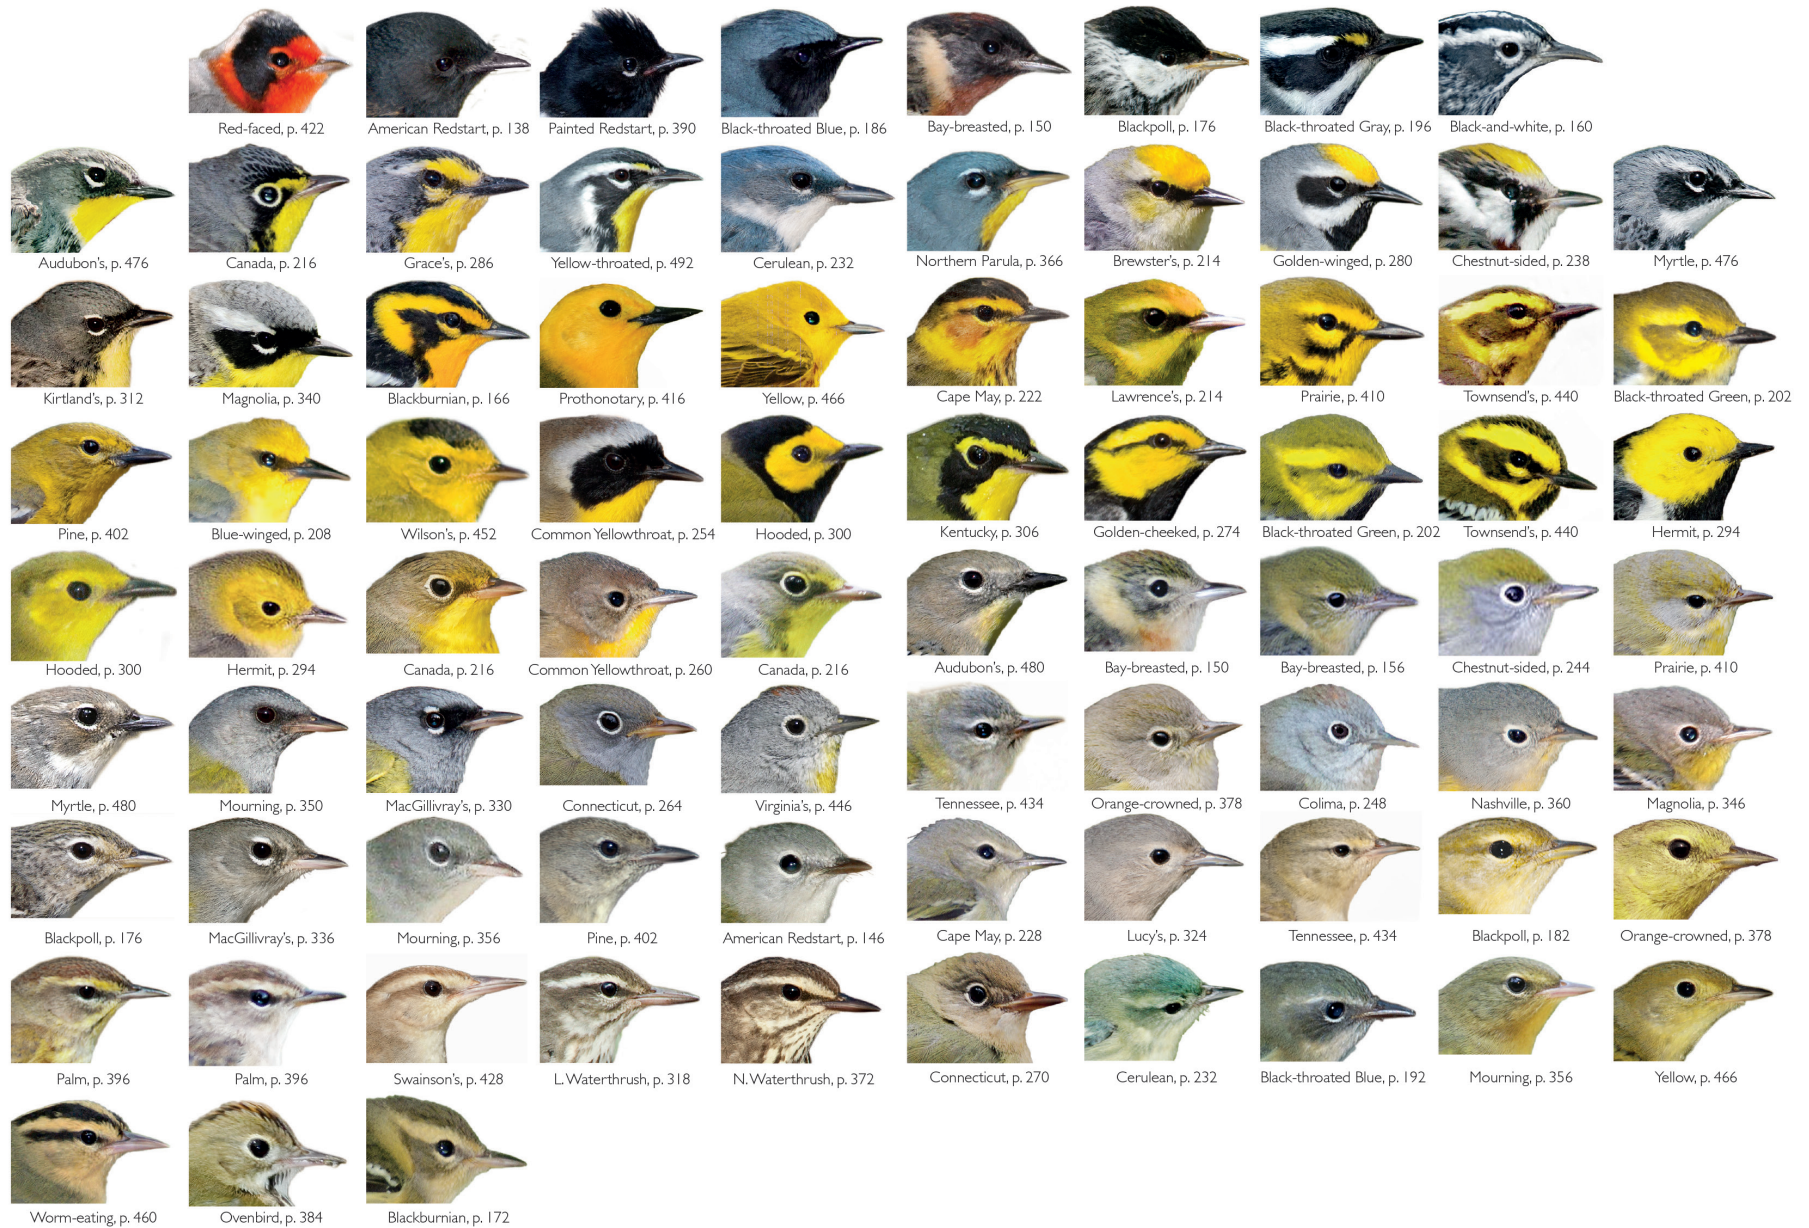 Red-faced, p. 422
American Redstart, p. 138
Painted Redstart, p. 390
Black-throated Blue, p. 186
Bay-breasted, p. 150
Blackpoll, p. 176
Black-throated Gray, p. 196
Black-and-white, p. 160
Audubon's, p. 476
Canada, p. 216
Grace's, p. 286
Yellow-throated, p. 492
Cerulean, p. 232
Northern Parula, p. 366
Brewster's, p. 214
Golden-winged, p. 280
Chestnut-sided, p. 238
Myrtle, p. 476
Kirtland's, p. 312
Magnolia, p. 340
Blackburnian, p. 166
Prothonotary, p. 416
Yellow, p. 466
Cape May, p. 222
Lawrence's, p. 214
Prairie, p. 410
Townsend's, p. 440
Black-throated Green, p. 202
Pine, p. 402
Blue-winged, p. 208
Wilson's, p. 452
Common Yellowthroat, p. 254
Hooded, p. 300
Kentucky, p. 306
Golden-cheeked, p. 274
Black-throated Green, p. 202
Townsend's, p. 440
Hermit, p. 294
Hooded, p. 300
Hermit, p. 294
Canada, p. 216
Common Yellowthroat, p. 260
Canada, p. 216
Audubon's, p. 480
Bay-breasted, p. 150
Bay-breasted, p. 156
Chestnut-sided, p. 244
Prairie, p. 410
Myrtle, p. 480
Mourning, p. 350
MacGillivray's, p. 330
Connecticut, p. 264
Virginia's, p. 446
Tennessee, p. 434
Orange-crowned, p. 378
Colima, p. 248
Nashville, p. 360
Magnolia, p. 346
Blackpoll, p. 176
MacGillivray's, p. 336
Mourning, p. 356
Pine, p. 402
American Redstart, p. 146
Cape May, p. 228
Lucy's, p. 324
Tennessee, p. 434
Blackpoll, p. 182
Orange-crowned, p. 378
Palm, p. 396
Palm, p. 396
Swainson's, p. 428
L. Waterthrush, p. 318
N. Waterthrush, p. 372
Connecticut, p. 270
Cerulean, p. 232
Black-throated Blue, p. 192
Mourning, p. 356
Yellow, p. 466
Worm-eating, p. 460
Ovenbird, p. 384
Blackburnian, p. 172